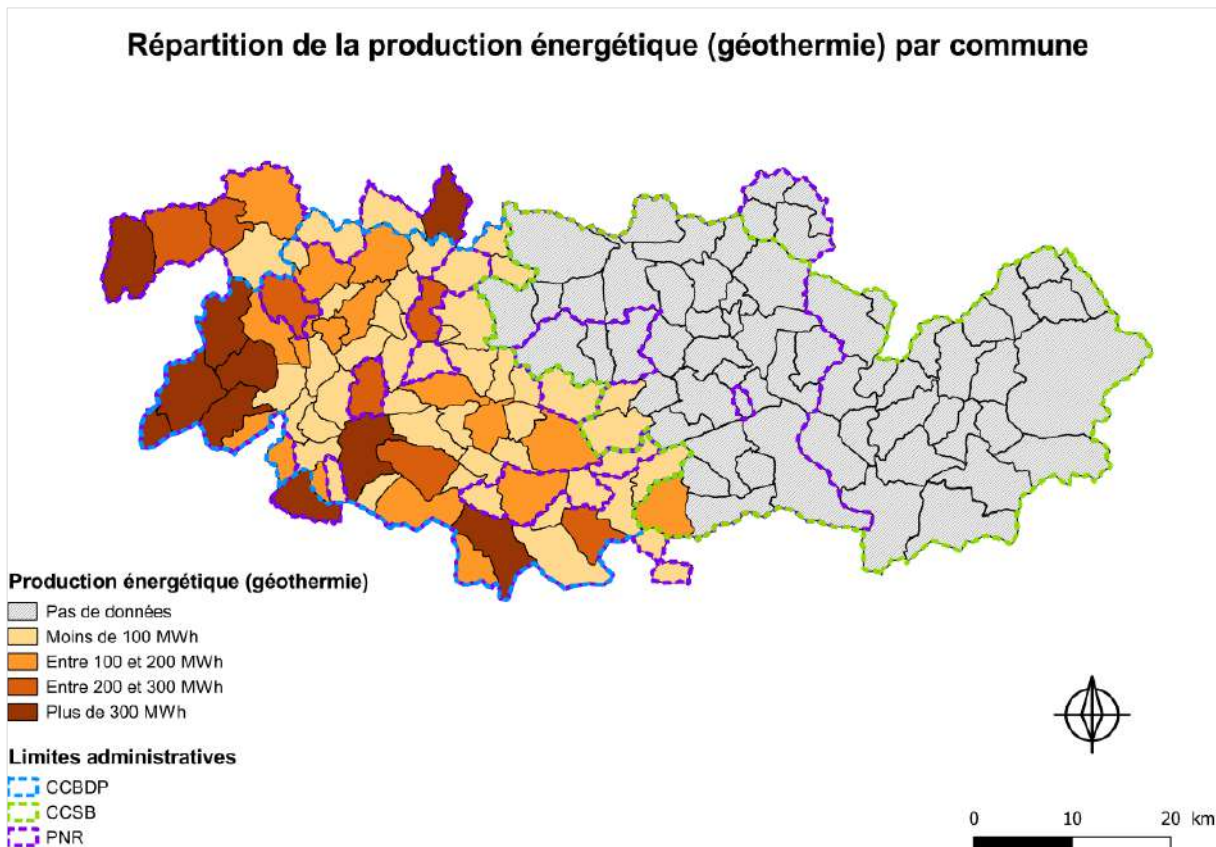 Répartition de la production énergétique (géothermie) par commune
Production énergétique (géothermie)
Pas de données
Moins de 100 MWh
Entre 100 et 200 MWh
Entre 200 et 300 MWh
Plus de 300 MWh
Limites administratives
CCBDP
CCSB
PNR
0 10 20 km